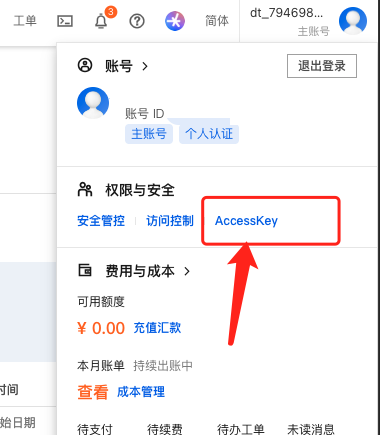 工单 3 简体 dt_794698...
主账号
账号 退出登录
账号 ID
主账号 个人认证
权限与安全
安全管控 访问控制 AccessKey
费用与成本
可用额度
¥ 0.00 充值汇款
本月账单 持续出账中
查看 成本管理
时间
始日期 待支付 待续费 待办工单 未读消息